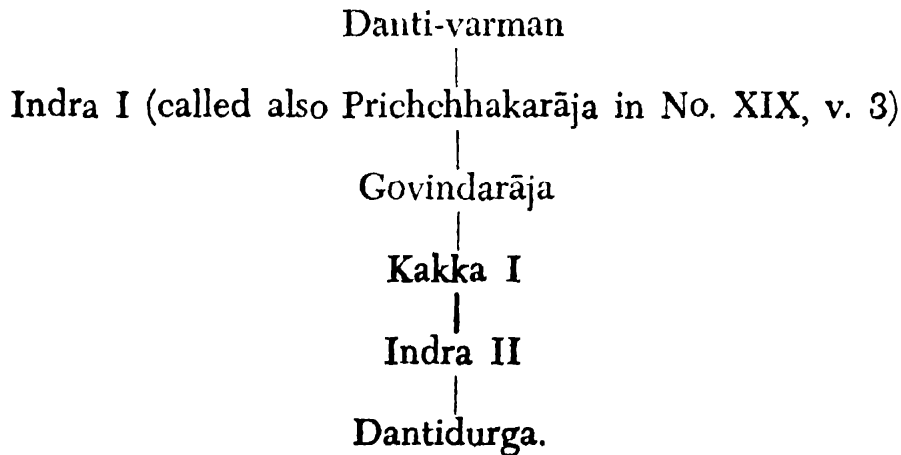 Danti-varman
Indra I (called also Prichchhakarāja in No. XIX, v. 3)
Govindarāja
Kakka I
Indra II
Dantidurga.